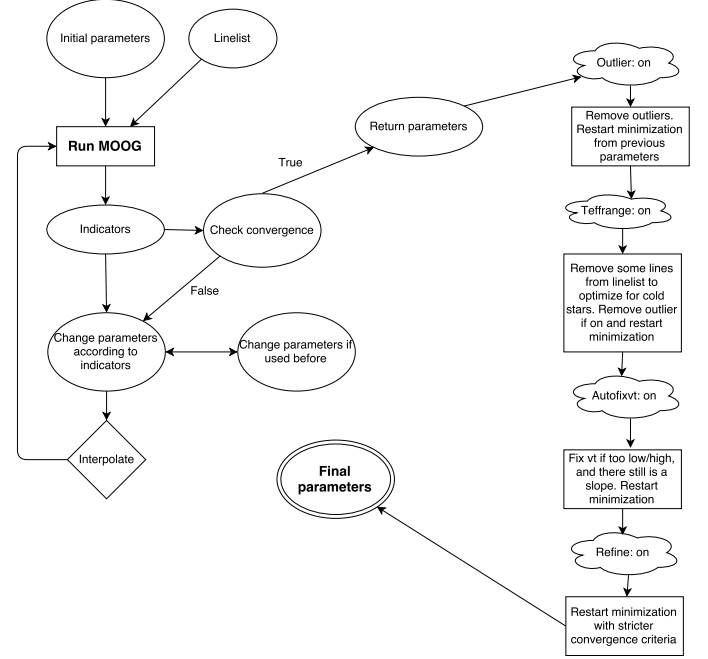 Initial parameters
Linelist
Outlier: on
Run MOOG
Return parameters
Remove outliers.
Restart minimization
from previous
parameters
True
Indicators
Check convergence
Teffrange: on
False
Remove some lines
from linelist to
optimize for cold
stars. Remove outlier
if on and restart
minimization
Change parameters
according to
indicators
Change parameters if
used before
Autofixvt: on
Interpolate
Final
parameters
Fix vt if too low/high,
and there still is a
slope. Restart
minimization
Refine: on
Restart minimization
with stricter
convergence criteria